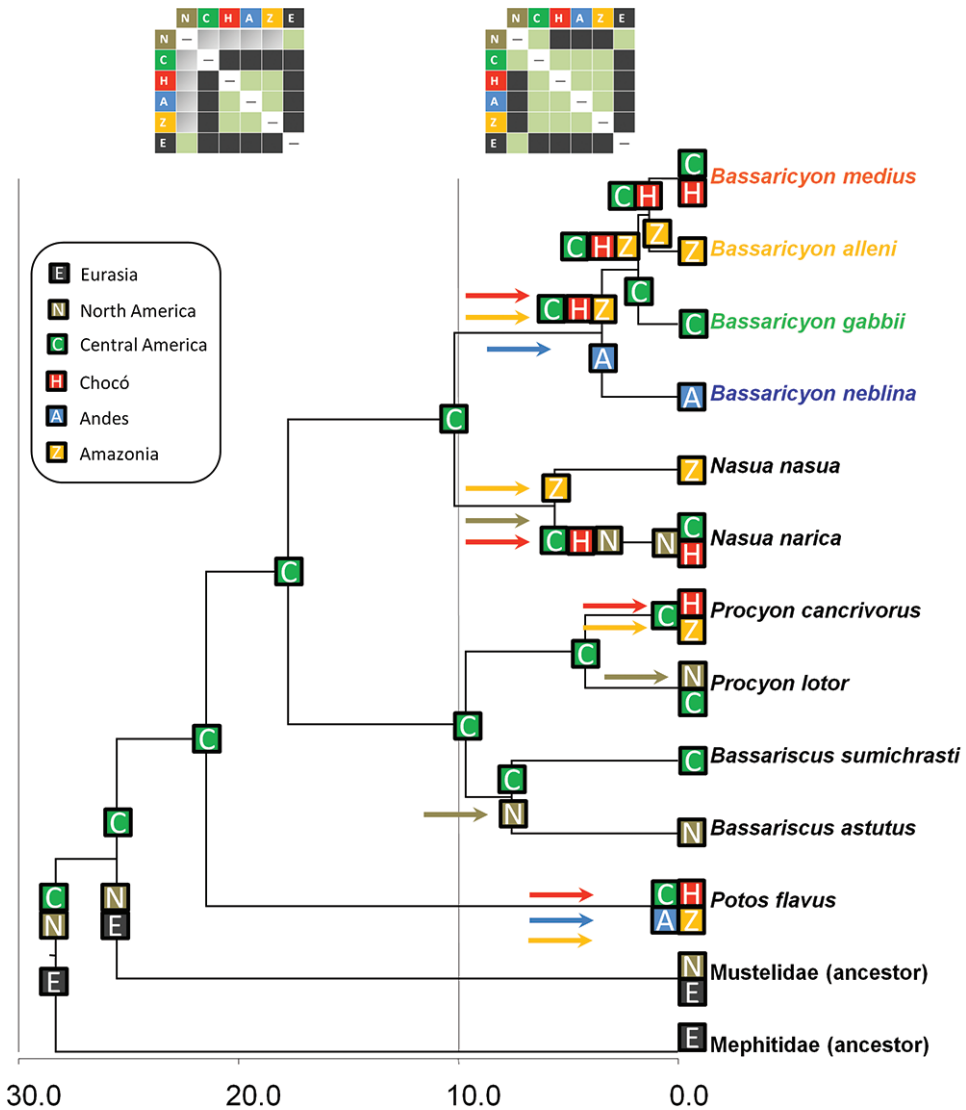 N C H A Z E N C H A Z E
N — N —
C — C —
H — H —
A — A —
Z — Z —
E — E —
C
C H H Bassaricyon medius
Z
C H Z Z Bassaricyon alleni
C
C H Z C Bassaricyon gabbii
A
A Bassaricyon neblina
C
Z Nasua nasua
Z
C
C H N N H Nasua narica
C
H
C Z Procyon cancrivorus
C
N
C Procyon lotor
C
C Bassariscus sumichrasti
C
N
N Bassariscus astutus
C
C
C H
A Z Potos flavus
C N
N E
N
E Mustelidae (ancestor)
E
E Mephitidae (ancestor)
E Eurasia
N North America
C Central America
H Chocó
A Andes
Z Amazonia
30.0 20.0 10.0 0.0